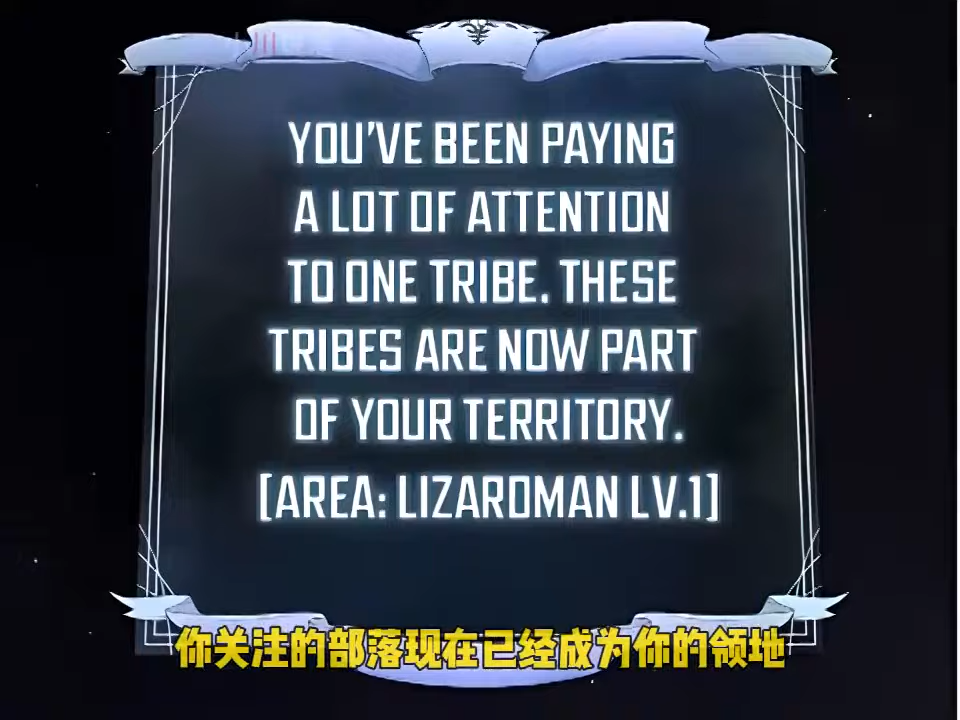 YOU'VE BEEN PAYING
A LOT OF ATTENTION
TO ONE TRIBE. THESE
TRIBES ARE NOW PART
OF YOUR TERRITORY.
[AREA: LIZARDMAN LV.1]
你关注的部落现在已经成为你的领地